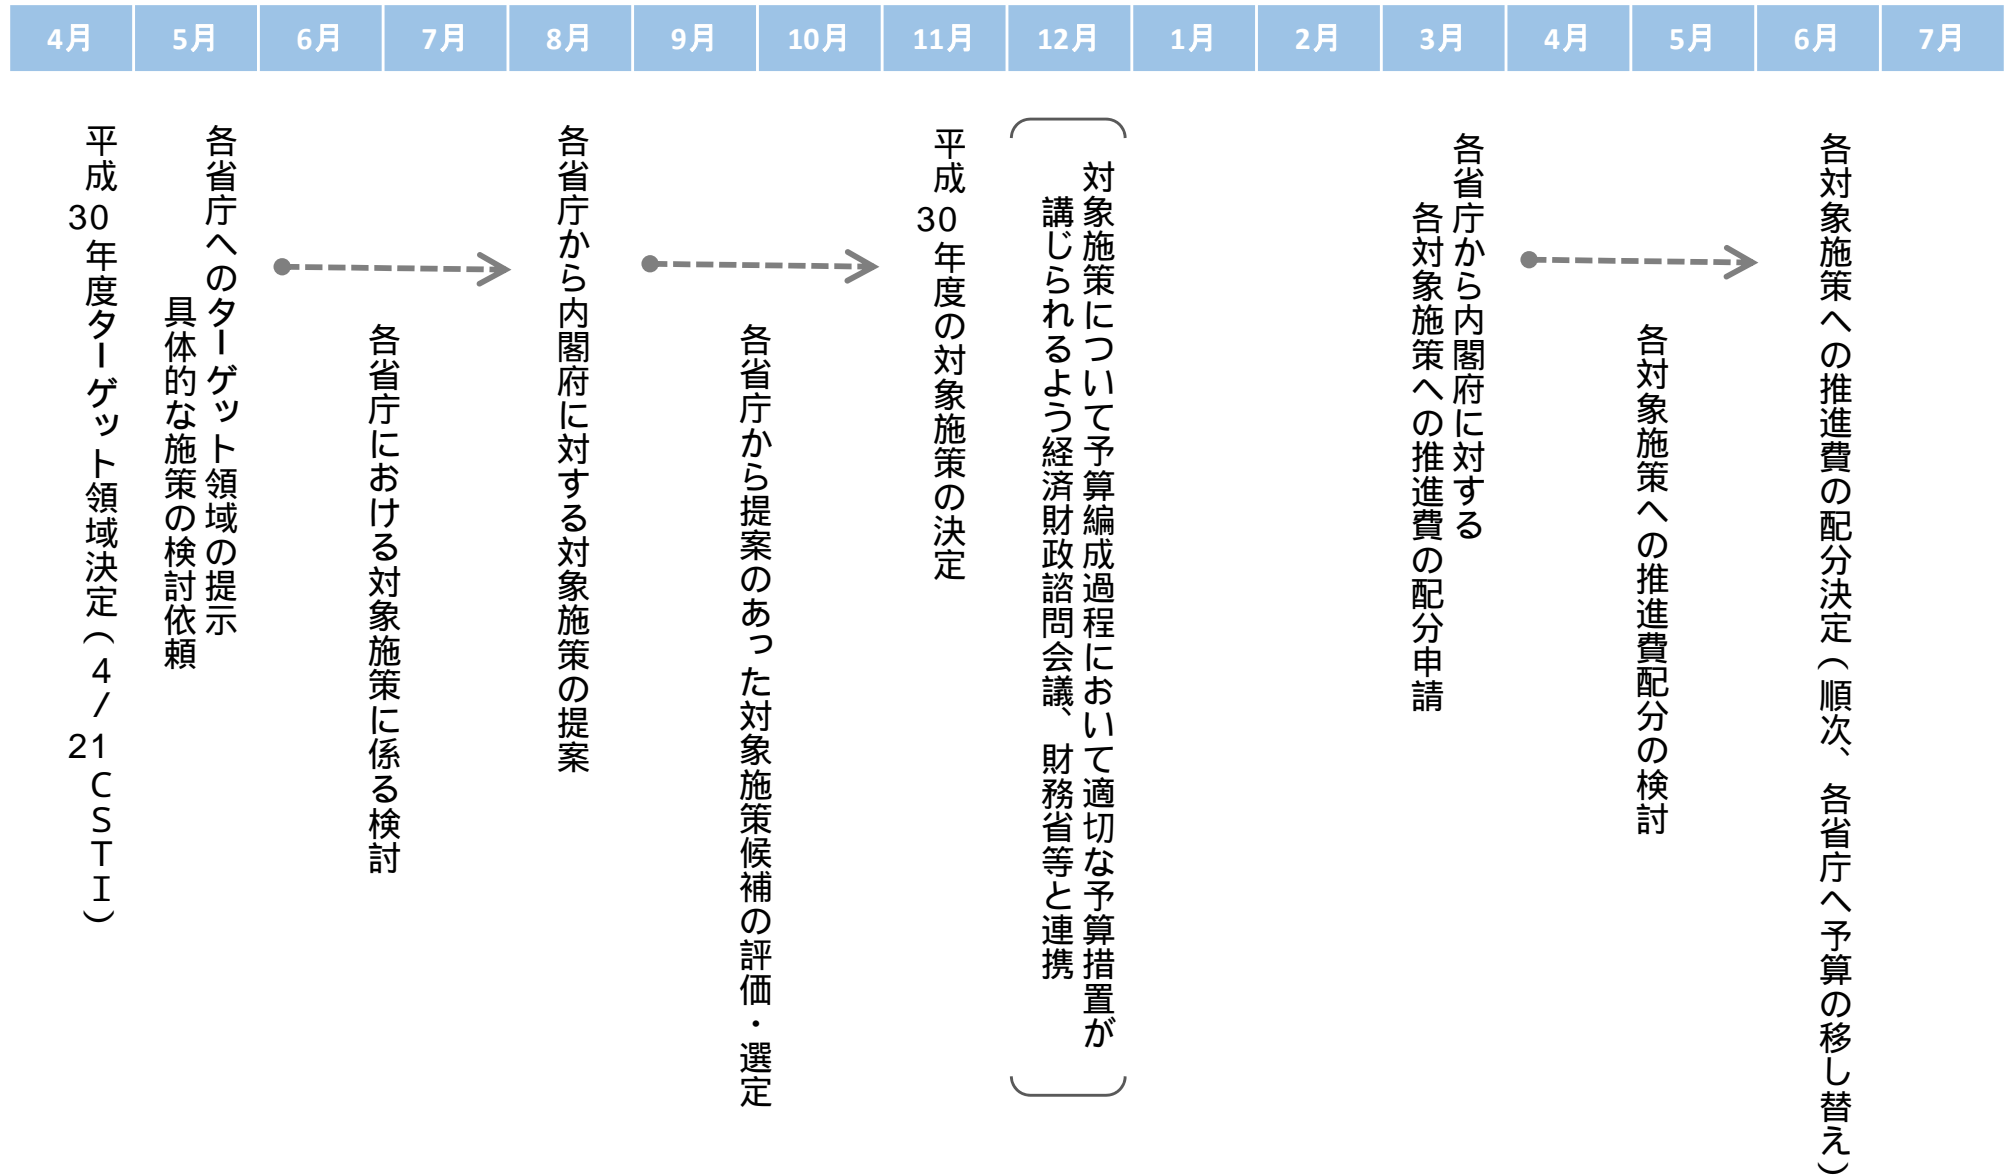 4月
5月
6月
7月
8月
9月
10月
11月
12月
1月
2月
3月
4月
5月
6月
7月
平成30年度ターゲット領域決定（4/21CSTI）
各省庁へのターゲット領域の提示
具体的な施策の検討依頼
各省庁における対象施策に係る検討
各省庁から内閣府に対する対象施策の提案
各省庁から提案のあった対象施策候補の評価・選定
平成30年度の対象施策の決定
対象施策について予算編成過程において適切な予算措置が
講じられるよう経済財政諮問会議、財務省等と連携
各省庁から内閣府に対する
各対象施策への推進費の配分申請
各対象施策への推進費配分の検討
各対象施策への推進費の配分決定（順次、各省庁へ予算の移し替え）